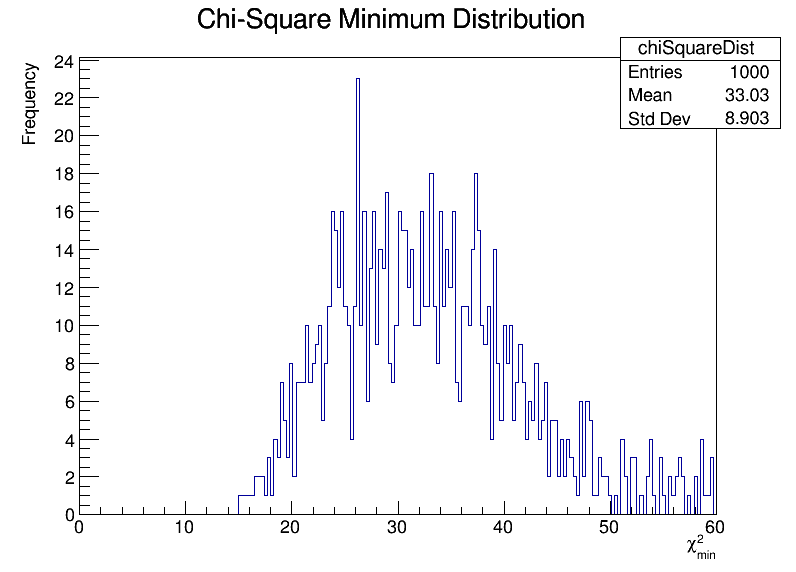 Chi-Square Minimum Distribution
chiSquareDist
Entries 1000
Mean 33.03
Std Dev 8.903
Frequency
24
22
20
18
16
14
12
10
8
6
4
2
0
0 10 20 30 40 50 60
χ²min